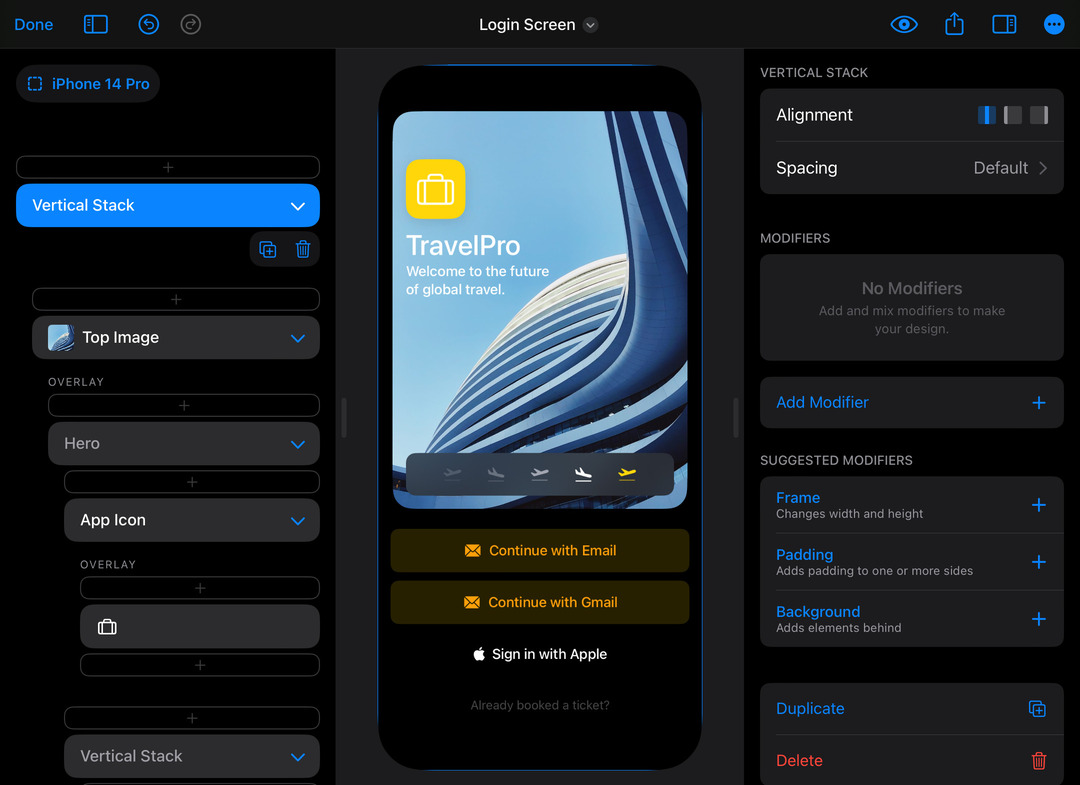 Done
Login Screen
iPhone 14 Pro
Vertical Stack
Top Image
OVERLAY
Hero
App Icon
OVERLAY
Vertical Stack
TravelPro
Welcome to the future
of global travel.
Continue with Email
Continue with Gmail
Sign in with Apple
Already booked a ticket?
VERTICAL STACK
Alignment
Spacing
Default
MODIFIERS
No Modifiers
Add and mix modifiers to make
your design.
Add Modifier
SUGGESTED MODIFIERS
Frame
Changes width and height
Padding
Adds padding to one or more sides
Background
Adds elements behind
Duplicate
Delete